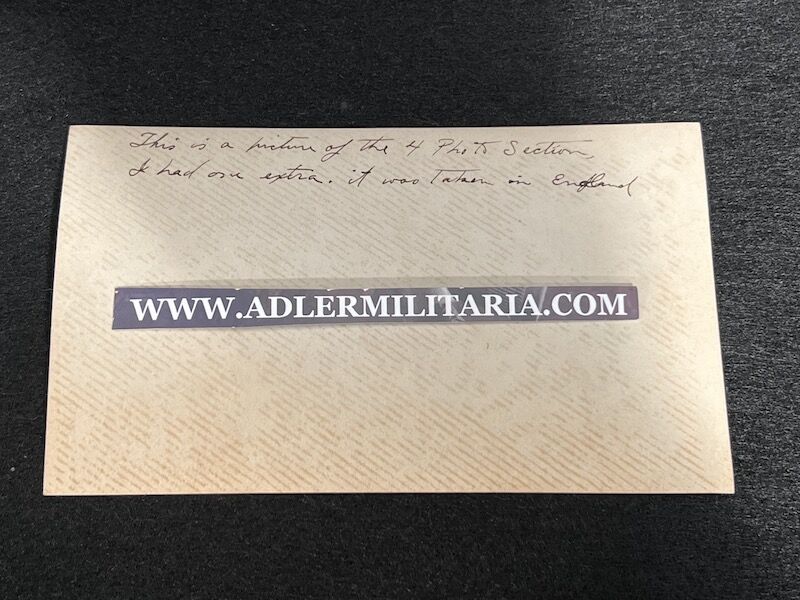 This is a picture of the 4 Photo Section,
I had one extra. it was taken in England
WWW.ADLERMILITARIA.COM